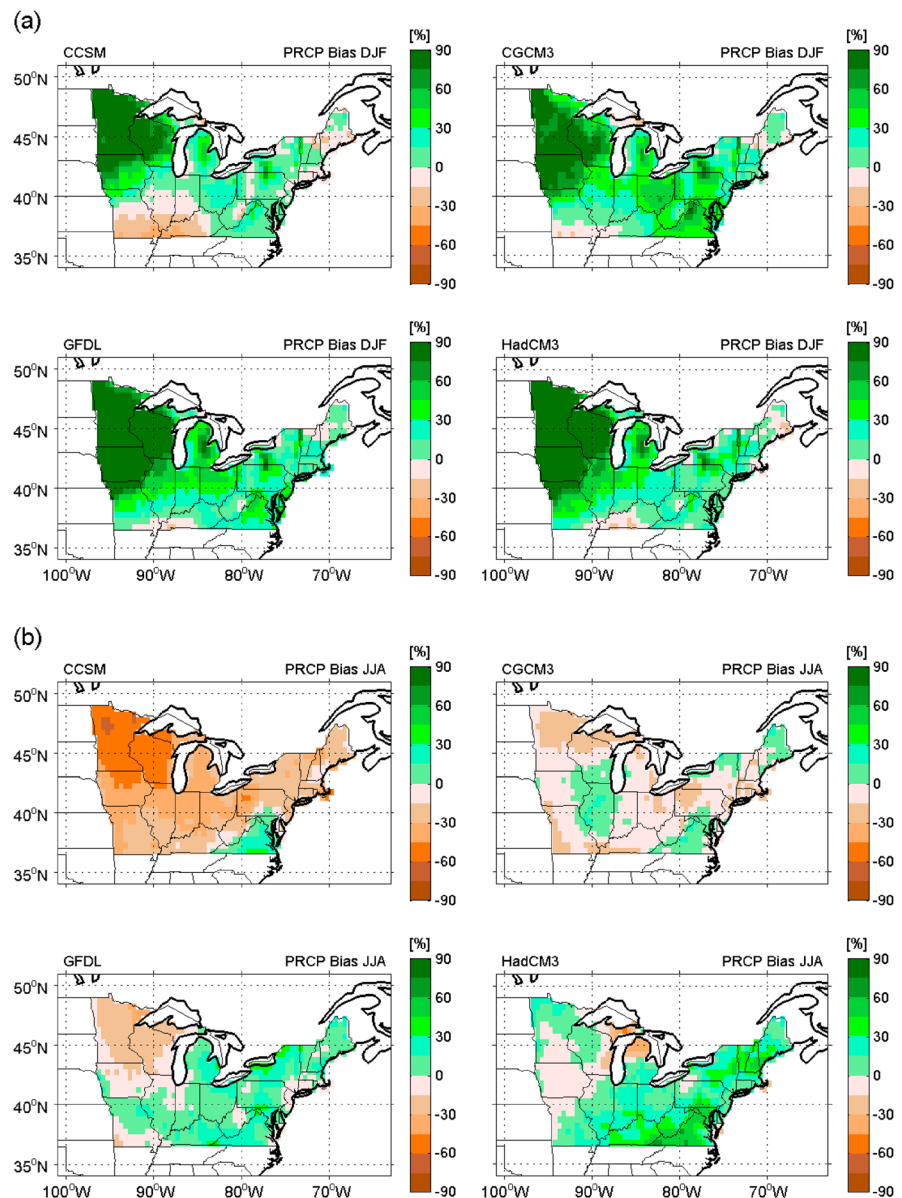 (a)
[%]
CCSM PRCP Bias DJF
90
60
30
0
-30
-60
-90
50°N
45°N
40°N
35°N
[%]
CGCM3 PRCP Bias DJF
90
60
30
0
-30
-60
-90
[%]
GFDL PRCP Bias DJF
90
60
30
0
-30
-60
-90
50°N
45°N
40°N
35°N
100°W 90°W 80°W 70°W
[%]
HadCM3 PRCP Bias DJF
90
60
30
0
-30
-60
-90
100°W 90°W 80°W 70°W
(b)
[%]
CCSM PRCP Bias JJA
90
60
30
0
-30
-60
-90
50°N
45°N
40°N
35°N
[%]
CGCM3 PRCP Bias JJA
90
60
30
0
-30
-60
-90
[%]
GFDL PRCP Bias JJA
90
60
30
0
-30
-60
-90
50°N
45°N
40°N
35°N
100°W 90°W 80°W 70°W
[%]
HadCM3 PRCP Bias JJA
90
60
30
0
-30
-60
-90
100°W 90°W 80°W 70°W